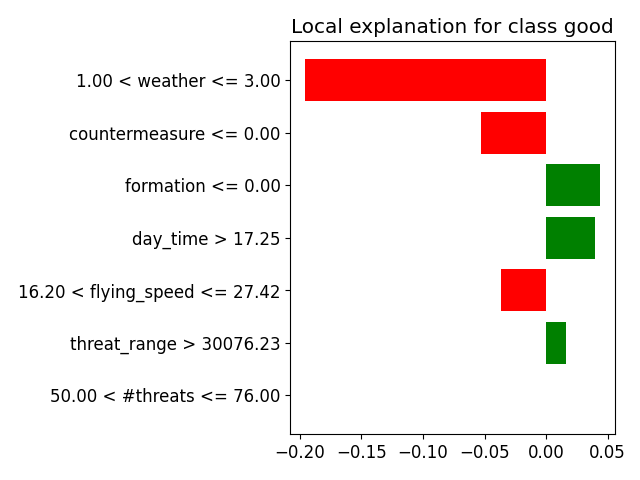 Local explanation for class good
1.00 < weather <= 3.00
countermeasure <= 0.00
formation <= 0.00
day_time > 17.25
16.20 < flying_speed <= 27.42
threat_range > 30076.23
50.00 < #threats <= 76.00
−0.20 −0.15 −0.10 −0.05 0.00 0.05